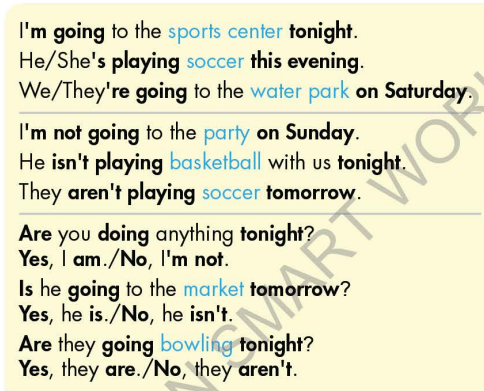 I'm going to the sports center tonight.
He/She's playing soccer this evening.
We/They're going to the water park on Saturday.
I'm not going to the party on Sunday.
He isn't playing basketball with us tonight.
They aren't playing soccer tomorrow.
Are you doing anything tonight?
Yes, I am./No, I'm not.
Is he going to the market tomorrow?
Yes, he is./No, he isn't.
Are they going bowling tonight?
Yes, they are./No, they aren't.
N SMART WOR